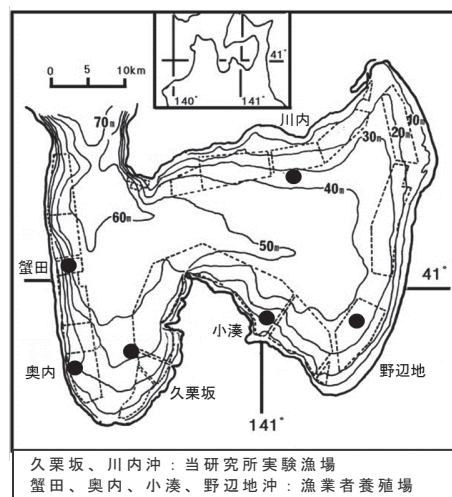 0 5 10km
41°
140° 141°
川内
70m
10m
20m
30m
40m
60m
50m
蟹田
41°
小湊
奥内
久栗坂
野辺地
141°
久栗坂、川内沖：当研究所実験漁場
蟹田、奥内、小湊、野辺地沖：漁業者養殖場